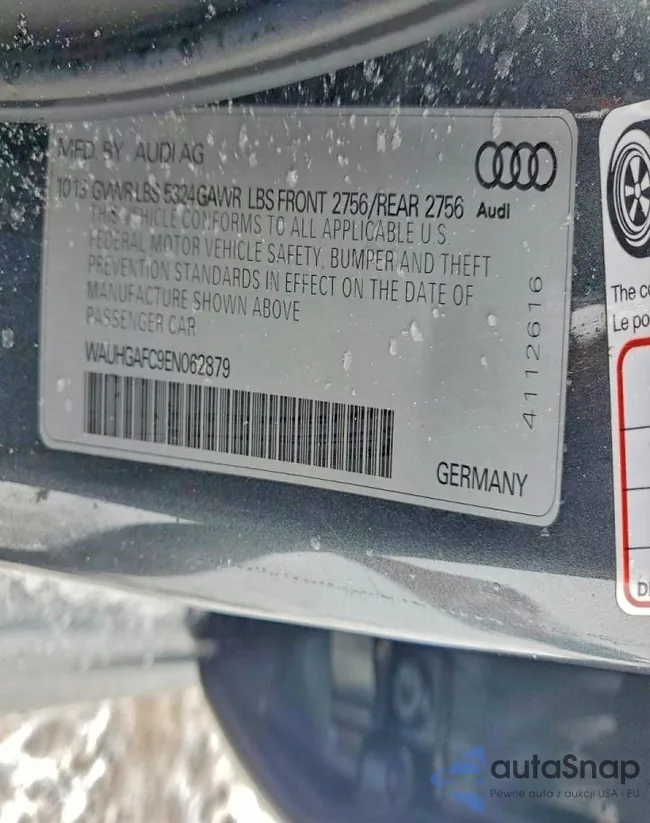 MFD BY AUDI AG
Audi
10 13 GVWR LBS 5324 GAWR LBS FRONT 2756/REAR 2756
THIS VEHICLE CONFORMS TO ALL APPLICABLE U.S.
FEDERAL MOTOR VEHICLE SAFETY, BUMPER AND THEFT
PREVENTION STANDARDS IN EFFECT ON THE DATE OF
MANUFACTURE SHOWN ABOVE
PASSENGER CAR
WAUHGAFC9EN062879
4112616
GERMANY
The co
Le po
autaSnap
Pewne auta z aukcji USA i EU